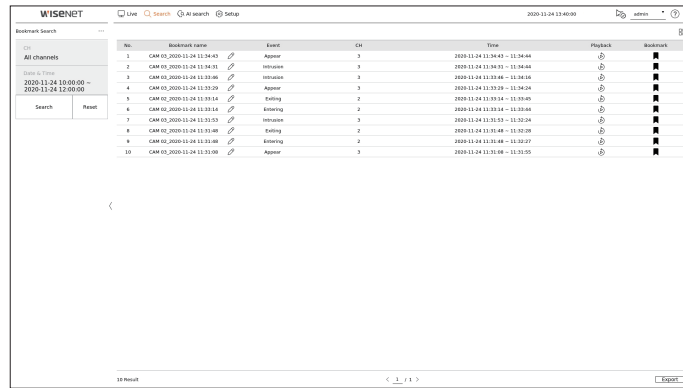 WISENET
Live Search AI search Setup 2020-11-24 13:40:00 admin ?
Bookmark Search ...
CH
All channels
Date & Time
2020-11-24 10:00:00 ~
2020-11-24 12:00:00
Search Reset
No. Bookmark name Event CH Time Playback Bookmark
1 CAM 03_2020-11-24 11:34:43 Appear 3 2020-11-24 11:34:43 ~ 11:34:44
2 CAM 03_2020-11-24 11:34:31 Intrusion 3 2020-11-24 11:34:31 ~ 11:34:44
3 CAM 03_2020-11-24 11:33:46 Intrusion 3 2020-11-24 11:33:46 ~ 11:34:16
4 CAM 03_2020-11-24 11:33:29 Appear 3 2020-11-24 11:33:29 ~ 11:34:24
5 CAM 02_2020-11-24 11:33:14 Exiting 2 2020-11-24 11:33:14 ~ 11:33:45
6 CAM 02_2020-11-24 11:33:14 Entering 2 2020-11-24 11:33:14 ~ 11:33:44
7 CAM 03_2020-11-24 11:31:53 Intrusion 3 2020-11-24 11:31:53 ~ 11:32:24
8 CAM 02_2020-11-24 11:31:48 Exiting 2 2020-11-24 11:31:48 ~ 11:32:28
9 CAM 02_2020-11-24 11:31:48 Entering 2 2020-11-24 11:31:48 ~ 11:32:27
10 CAM 03_2020-11-24 11:31:08 Appear 3 2020-11-24 11:31:08 ~ 11:31:55
10 Result < 1 / 1 > Export